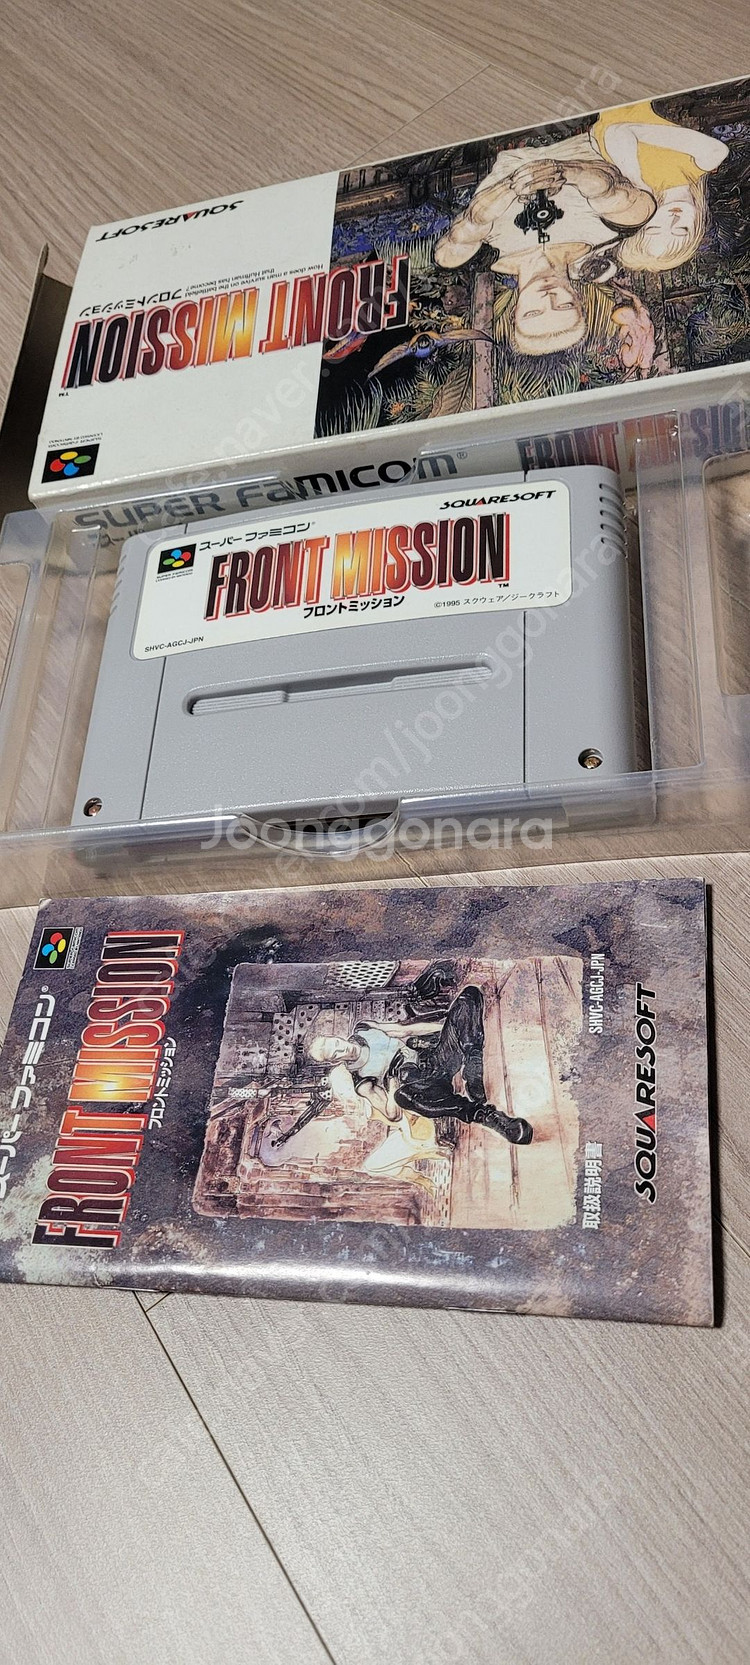 SQUARESOFT
How does a man survive on the battlefield
that Huffman has become?
フロントミッション
FRONT MISSION
TM
SUPER FAMICOM®
FRONT MISSION
スーパーファミコン®
SQUARESOFT
FRONT MISSION
TM
フロントミッション
©1995 スクウェア/ジークラフト
SHVC-AGCJ-JPN
Joonggonara
スーパーファミコン®
FRONT MISSION
フロントミッション
SHVC-AGCJ-JPN
取扱説明書
SQUARESOFT